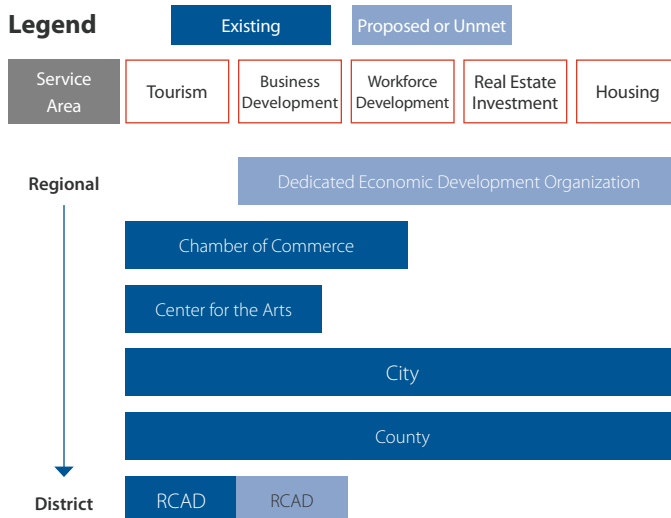 Legend
Existing
Proposed or Unmet
Service
Area
Tourism
Business
Development
Workforce
Development
Real Estate
Investment
Housing
Regional
Dedicated Economic Development Organization
Chamber of Commerce
Center for the Arts
City
County
District
RCAD
RCAD